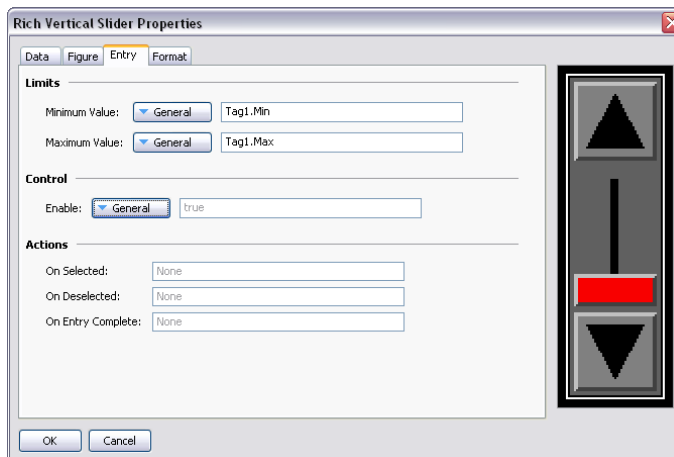 Rich Vertical Slider Properties
Data Figure Entry Format
Limits
Minimum Value: General Tag1.Min
Maximum Value: General Tag1.Max
Control
Enable: General true
Actions
On Selected: None
On Deselected: None
On Entry Complete: None
OK Cancel